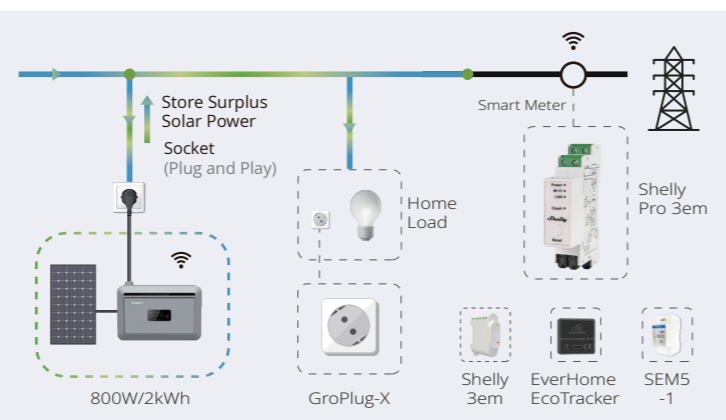 Store Surplus
Solar Power
Socket
(Plug and Play)
Smart Meter
Home
Load
Shelly
Pro 3em
Shelly
800W/2kWh
GroPlug-X
Shelly
3em
EverHome
EcoTracker
SEM5
-1